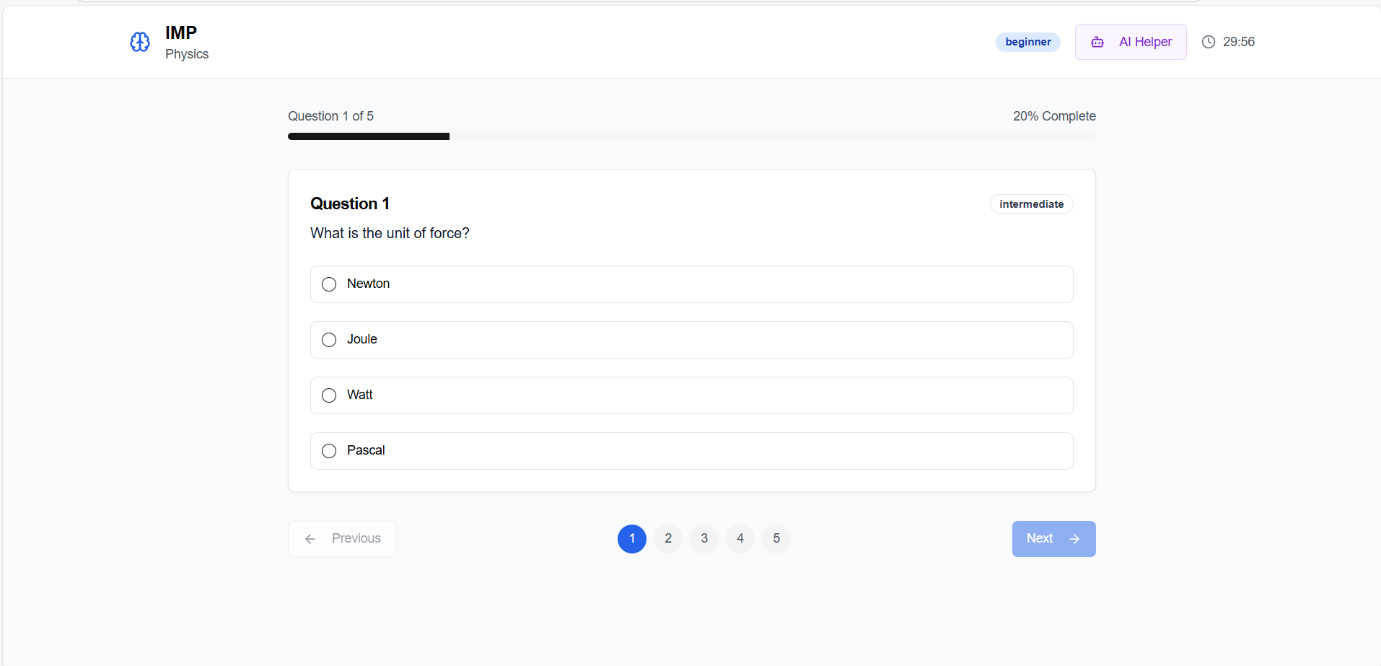 IMP
Physics
beginner
AI Helper
29:56
Question 1 of 5
20% Complete
Question 1
intermediate
What is the unit of force?
Newton
Joule
Watt
Pascal
Previous
1 2 3 4 5
Next